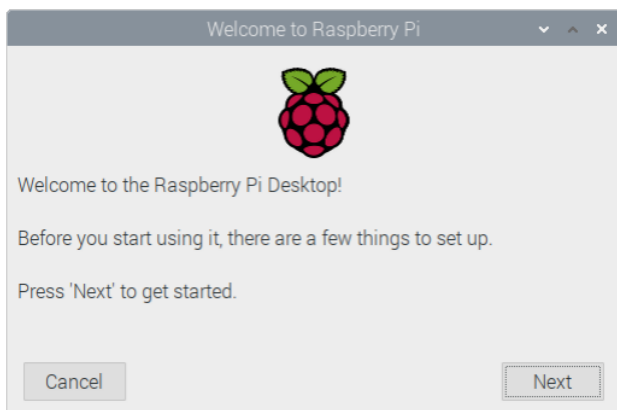 Welcome to Raspberry Pi
Welcome to the Raspberry Pi Desktop!
Before you start using it, there are a few things to set up.
Press 'Next' to get started.
Cancel
Next